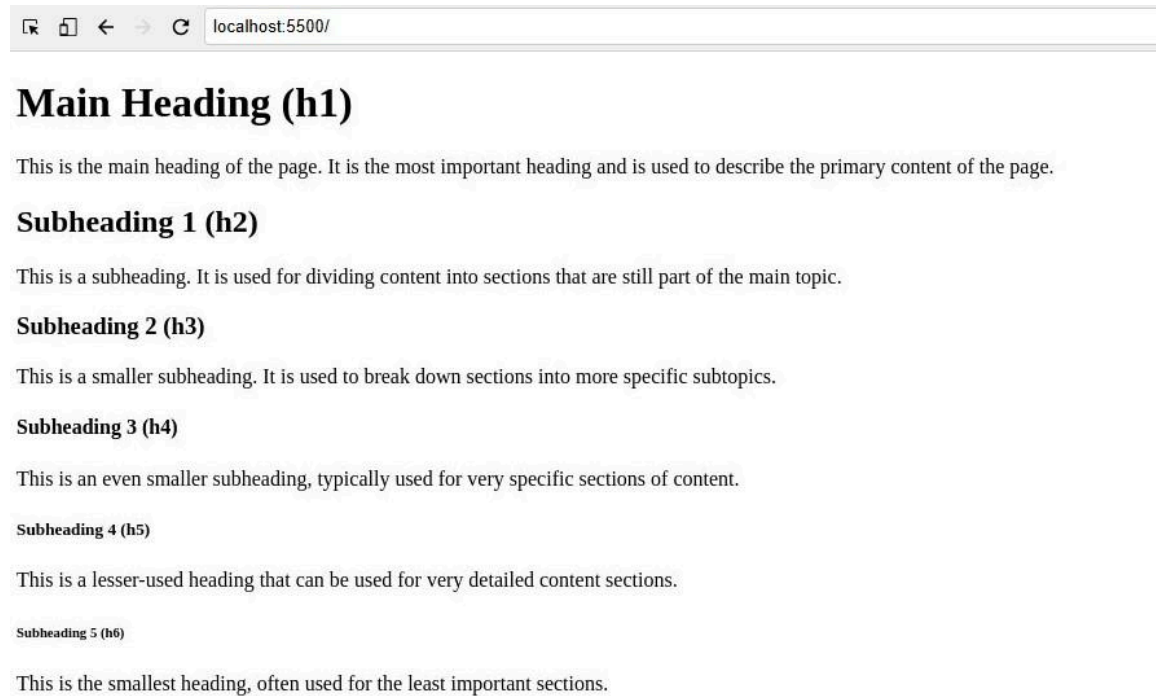 localhost:5500/
Main Heading (h1)
This is the main heading of the page. It is the most important heading and is used to describe the primary content of the page.
Subheading 1 (h2)
This is a subheading. It is used for dividing content into sections that are still part of the main topic.
Subheading 2 (h3)
This is a smaller subheading. It is used to break down sections into more specific subtopics.
Subheading 3 (h4)
This is an even smaller subheading, typically used for very specific sections of content.
Subheading 4 (h5)
This is a lesser-used heading that can be used for very detailed content sections.
Subheading 5 (h6)
This is the smallest heading, often used for the least important sections.